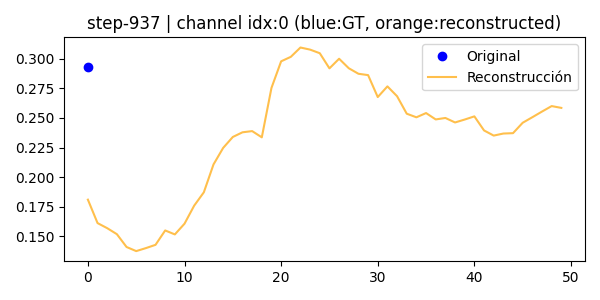 step-937 | channel idx:0 (blue:GT, orange:reconstructed)
Original
Reconstrucción
0.300
0.275
0.250
0.225
0.200
0.175
0.150
0 10 20 30 40 50